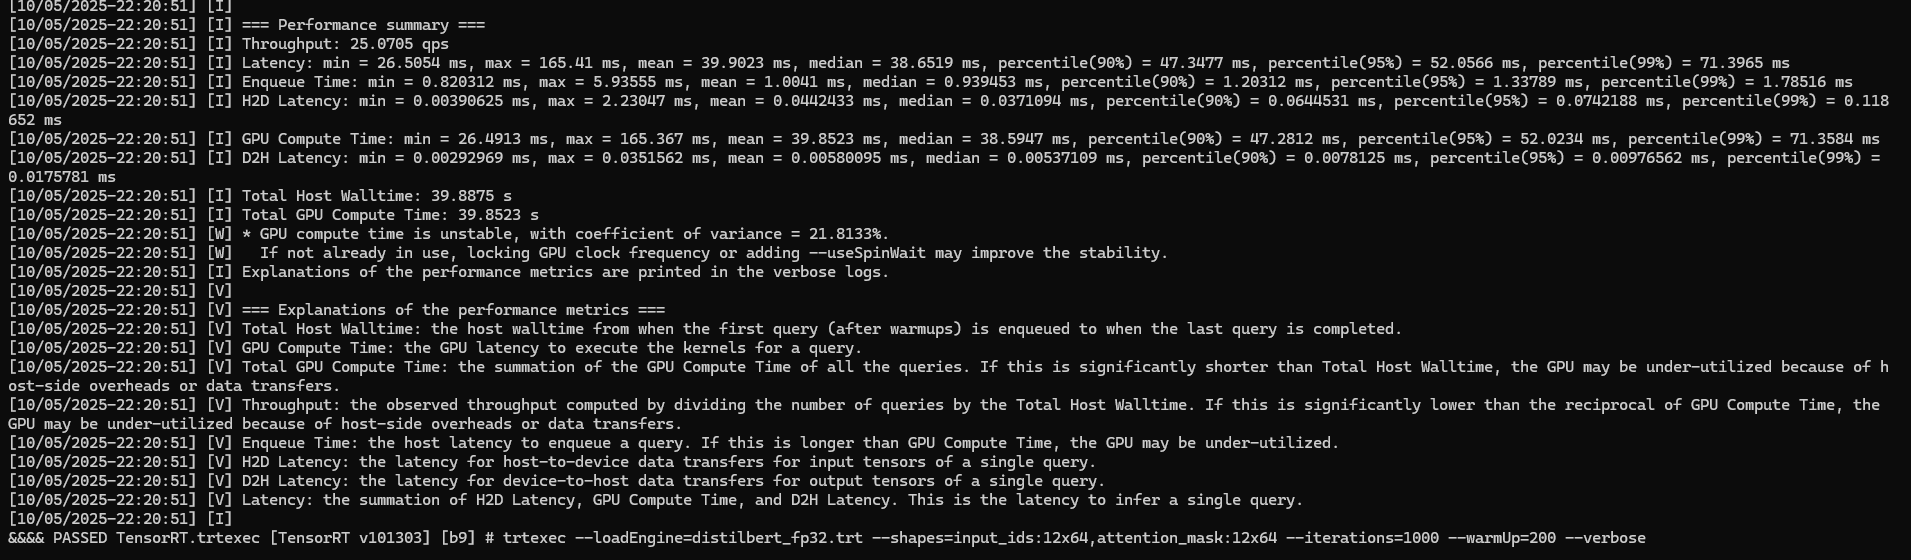 [10/05/2025-22:20:51] [I]
[10/05/2025-22:20:51] [I] === Performance summary ===
[10/05/2025-22:20:51] [I] Throughput: 25.0705 qps
[10/05/2025-22:20:51] [I] Latency: min = 26.5054 ms, max = 165.41 ms, mean = 39.9023 ms, median = 38.6519 ms, percentile(90%) = 47.3477 ms, percentile(95%) = 52.0566 ms, percentile(99%) = 71.3965 ms
[10/05/2025-22:20:51] [I] Enqueue Time: min = 0.820312 ms, max = 5.93555 ms, mean = 1.0041 ms, median = 0.939453 ms, percentile(90%) = 1.20312 ms, percentile(95%) = 1.33789 ms, percentile(99%) = 1.78516 ms
[10/05/2025-22:20:51] [I] H2D Latency: min = 0.00390625 ms, max = 2.23047 ms, mean = 0.0442433 ms, median = 0.0371094 ms, percentile(90%) = 0.0644531 ms, percentile(95%) = 0.0742188 ms, percentile(99%) = 0.118
652 ms
[10/05/2025-22:20:51] [I] GPU Compute Time: min = 26.4913 ms, max = 165.367 ms, mean = 39.8523 ms, median = 38.5947 ms, percentile(90%) = 47.2812 ms, percentile(95%) = 52.0234 ms, percentile(99%) = 71.3584 ms
[10/05/2025-22:20:51] [I] D2H Latency: min = 0.00292969 ms, max = 0.0351562 ms, mean = 0.00580095 ms, median = 0.00537109 ms, percentile(90%) = 0.0078125 ms, percentile(95%) = 0.00976562 ms, percentile(99%) =
0.0175781 ms
[10/05/2025-22:20:51] [I] Total Host Walltime: 39.8875 s
[10/05/2025-22:20:51] [I] Total GPU Compute Time: 39.8523 s
[10/05/2025-22:20:51] [W] * GPU compute time is unstable, with coefficient of variance = 21.8133%.
[10/05/2025-22:20:51] [W]   If not already in use, locking GPU clock frequency or adding --useSpinWait may improve the stability.
[10/05/2025-22:20:51] [I] Explanations of the performance metrics are printed in the verbose logs.
[10/05/2025-22:20:51] [V]
[10/05/2025-22:20:51] [V] === Explanations of the performance metrics ===
[10/05/2025-22:20:51] [V] Total Host Walltime: the host walltime from when the first query (after warmups) is enqueued to when the last query is completed.
[10/05/2025-22:20:51] [V] GPU Compute Time: the GPU latency to execute the kernels for a query.
[10/05/2025-22:20:51] [V] Total GPU Compute Time: the summation of the GPU Compute Time of all the queries. If this is significantly shorter than Total Host Walltime, the GPU may be under-utilized because of h
ost-side overheads or data transfers.
[10/05/2025-22:20:51] [V] Throughput: the observed throughput computed by dividing the number of queries by the Total Host Walltime. If this is significantly lower than the reciprocal of GPU Compute Time, the
GPU may be under-utilized because of host-side overheads or data transfers.
[10/05/2025-22:20:51] [V] Enqueue Time: the host latency to enqueue a query. If this is longer than GPU Compute Time, the GPU may be under-utilized.
[10/05/2025-22:20:51] [V] H2D Latency: the latency for host-to-device data transfers for input tensors of a single query.
[10/05/2025-22:20:51] [V] D2H Latency: the latency for device-to-host data transfers for output tensors of a single query.
[10/05/2025-22:20:51] [V] Latency: the summation of H2D Latency, GPU Compute Time, and D2H Latency. This is the latency to infer a single query.
[10/05/2025-22:20:51] [I]
&&&& PASSED TensorRT.trtexec [TensorRT v101303] [b9] # trtexec --loadEngine=distilbert_fp32.trt --shapes=input_ids:12x64,attention_mask:12x64 --iterations=1000 --warmUp=200 --verbose